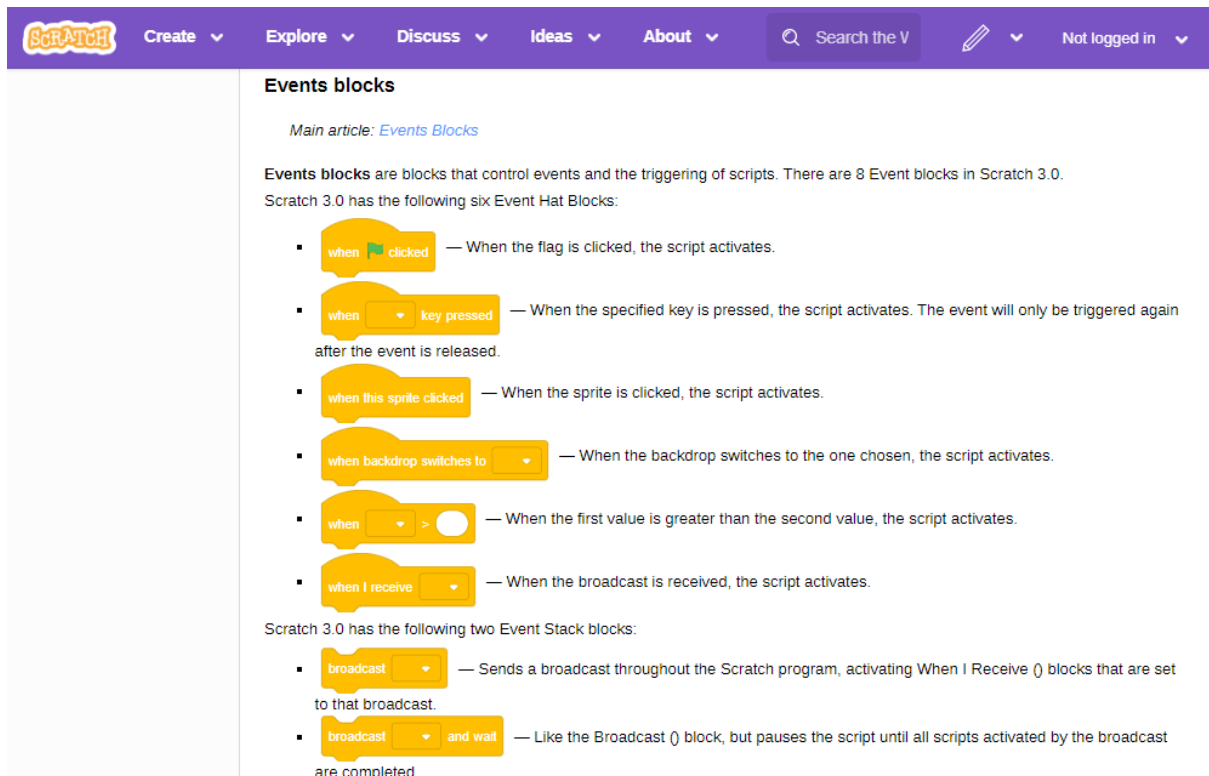 SCRATCH Create Explore Discuss Ideas About Search the W Not logged in
Events blocks
Main article: Events Blocks
Events blocks are blocks that control events and the triggering of scripts. There are 8 Event blocks in Scratch 3.0.
Scratch 3.0 has the following six Event Hat Blocks:
when clicked — When the flag is clicked, the script activates.
when key pressed — When the specified key is pressed, the script activates. The event will only be triggered again
after the event is released.
when this sprite clicked — When the sprite is clicked, the script activates.
when backdrop switches to — When the backdrop switches to the one chosen, the script activates.
when > — When the first value is greater than the second value, the script activates.
when I receive — When the broadcast is received, the script activates.
Scratch 3.0 has the following two Event Stack blocks:
broadcast — Sends a broadcast throughout the Scratch program, activating When I Receive () blocks that are set
to that broadcast.
broadcast and wait — Like the Broadcast () block, but pauses the script until all scripts activated by the broadcast
are completed